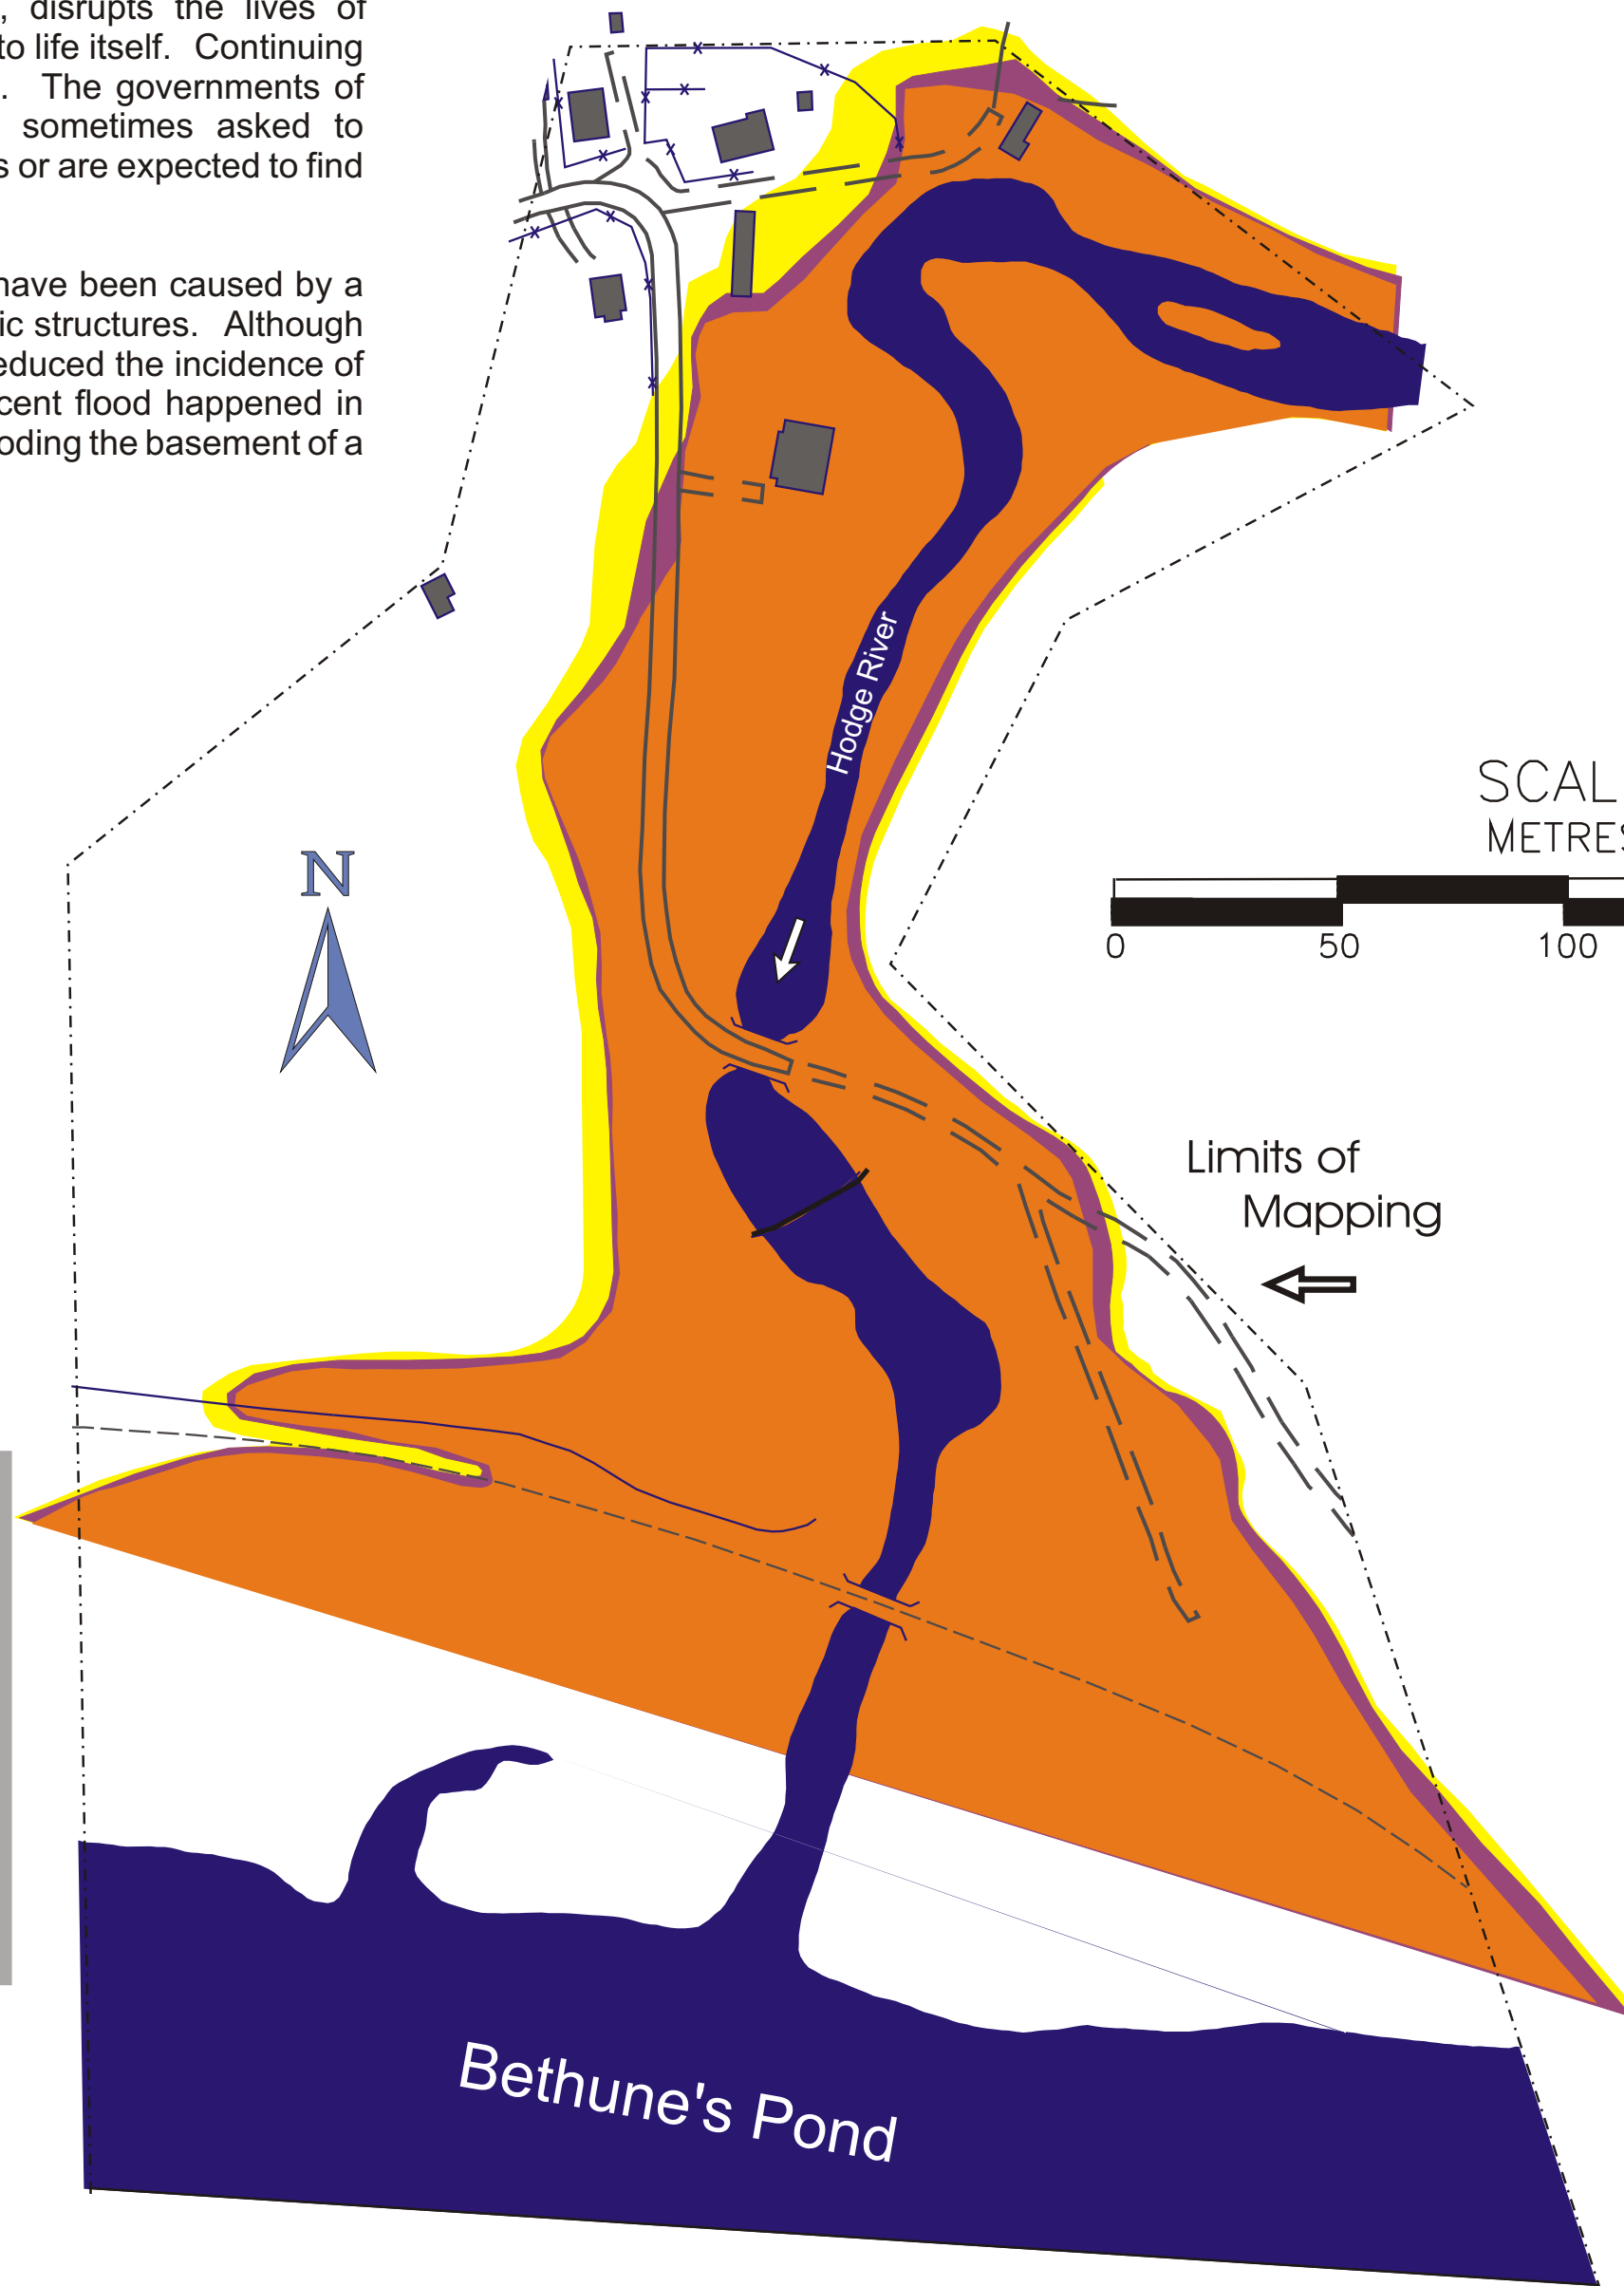 , disrupts the lives of
to life itself. Continuing
. The governments of
sometimes asked to
s or are expected to find
have been caused by a
ic structures. Although
educed the incidence of
cent flood happened in
oding the basement of a
Hodge River
SCAL
METRES
0 50 100
N
Limits of
Mapping
Bethune's Pond